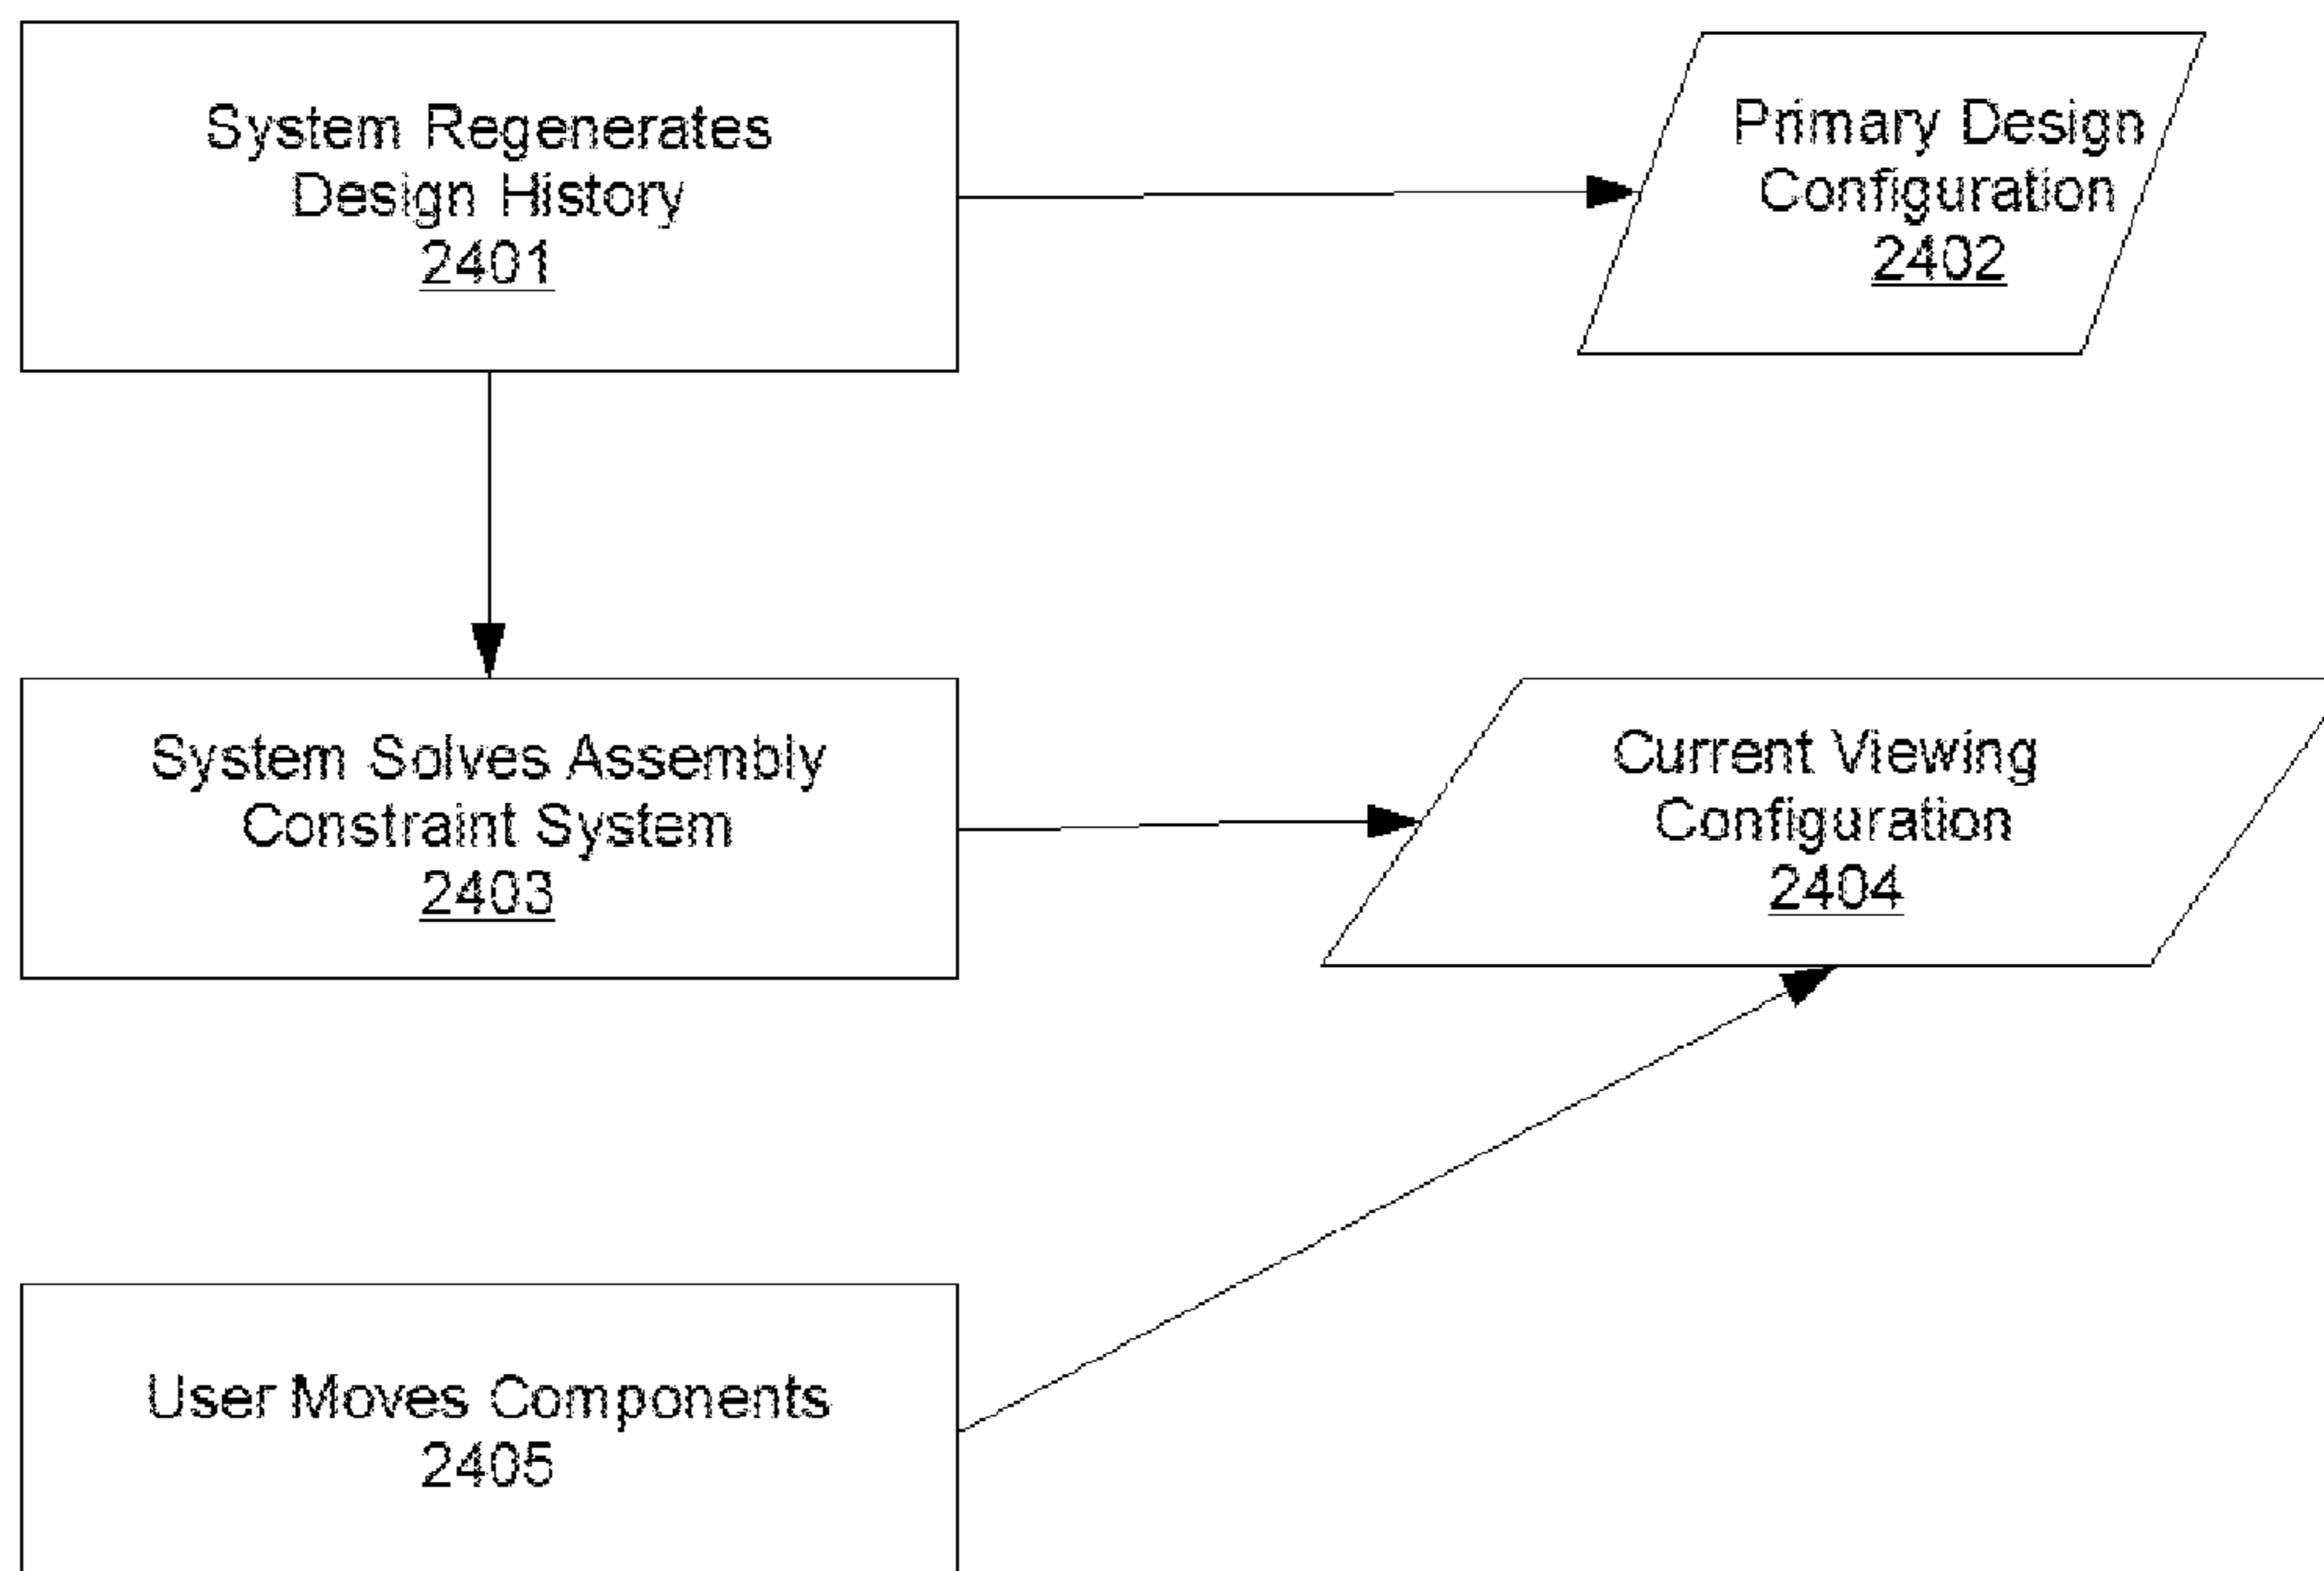 System Regenerates
Design History
2401
Primary Design
Configuration
2402
System Solves Assembly
Constraint System
2403
Current Viewing
Configuration
2404
User Moves Components
2405